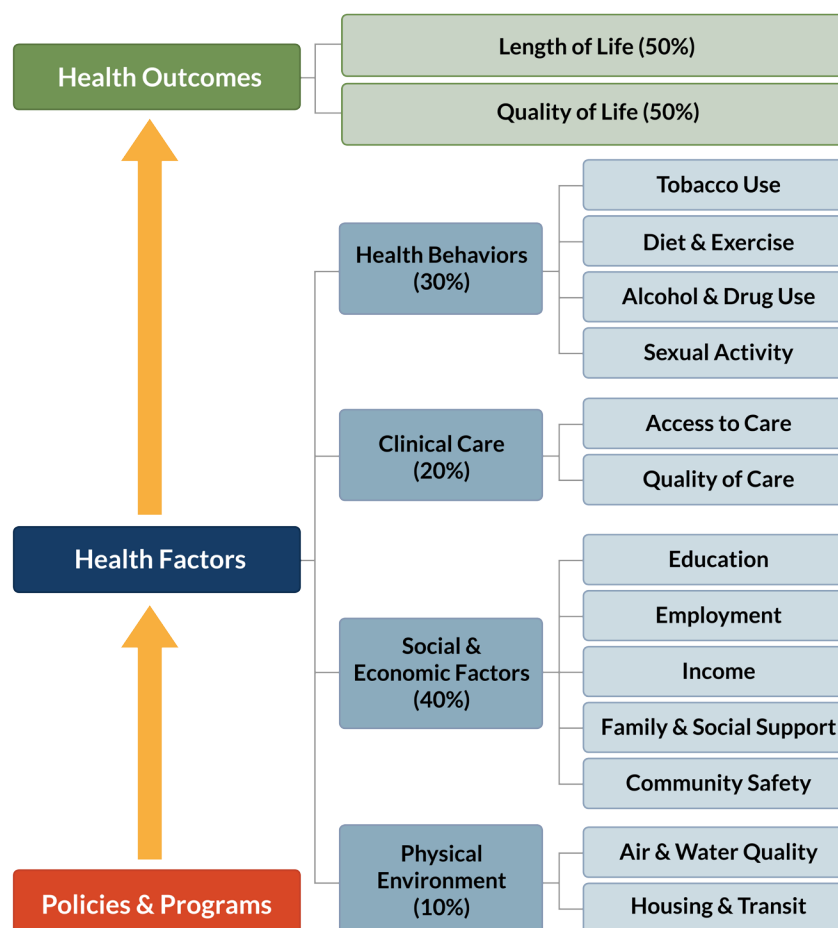 Health Outcomes
Length of Life (50%)
Quality of Life (50%)
Health Factors
Health Behaviors
(30%)
Tobacco Use
Diet & Exercise
Alcohol & Drug Use
Sexual Activity
Clinical Care
(20%)
Access to Care
Quality of Care
Social &
Economic Factors
(40%)
Education
Employment
Income
Family & Social Support
Community Safety
Physical
Environment
(10%)
Air & Water Quality
Housing & Transit
Policies & Programs